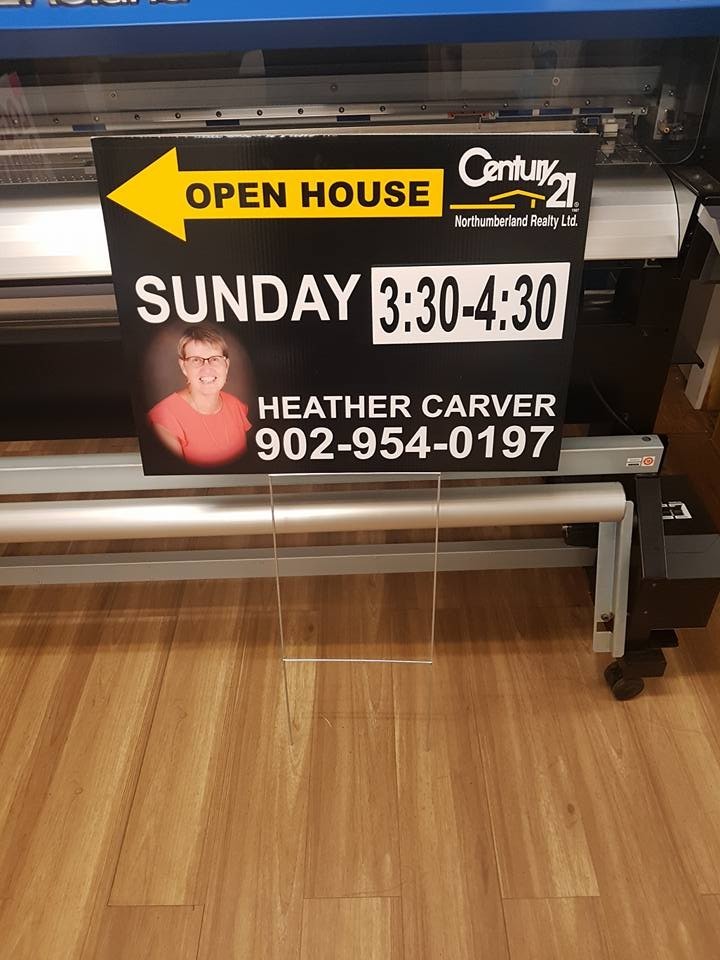 OPEN HOUSE
Century 21
Northumberland Realty Ltd.
SUNDAY 3:30-4:30
HEATHER CARVER
902-954-0197